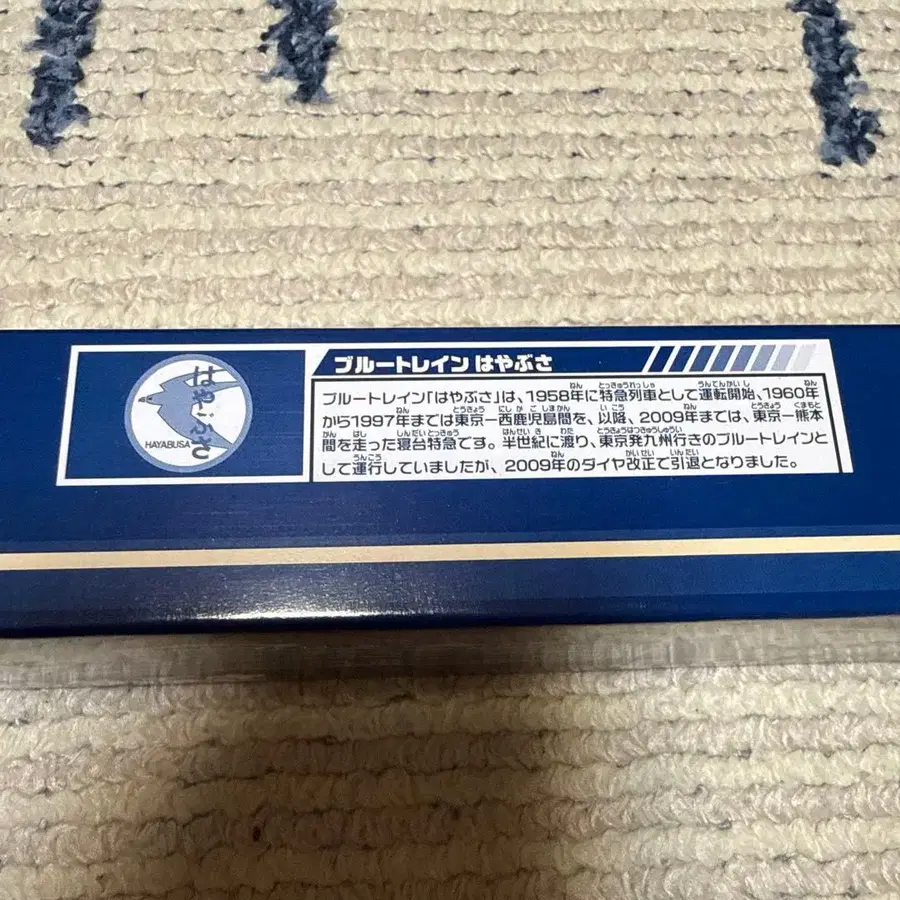 はやぶさ
HAYABUSA
ブルートレイン はやぶさ
ブルートレイン「はやぶさ」は、1958年に特急列車として運転開始、1960年
から1997年までは東京ー西鹿児島間を、以降、2009年までは、東京ー熊本
間を走った寝台特急です。半世紀に渡り、東京発九州行きのブルートレインと
して運行していましたが、2009年のダイヤ改正で引退となりました。